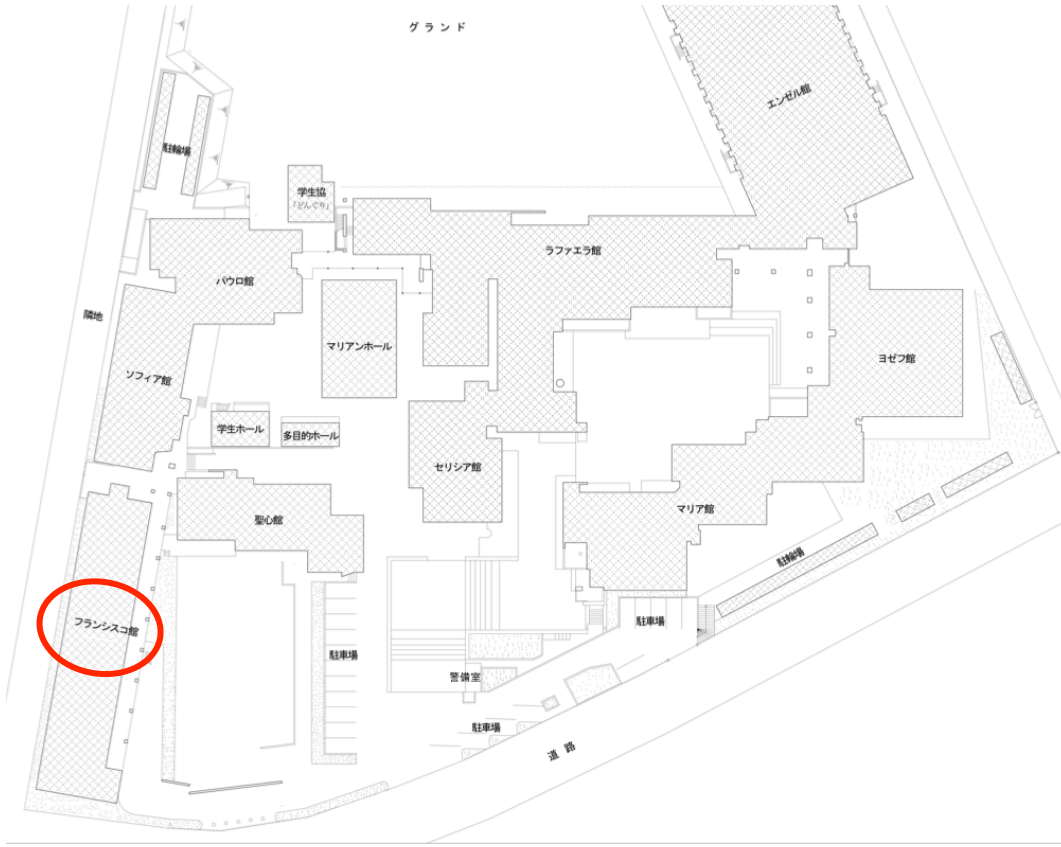 グランド
エンゼル館
駐輪場
学生協
「どんぐり」
ラファエラ館
パウロ館
隣地
マリアンホール
ヨゼフ館
ソフィア館
学生ホール
多目的ホール
セリシア館
マリア館
聖心館
駐輪場
フランシスコ館
駐車場
駐車場
警備室
駐車場
道路